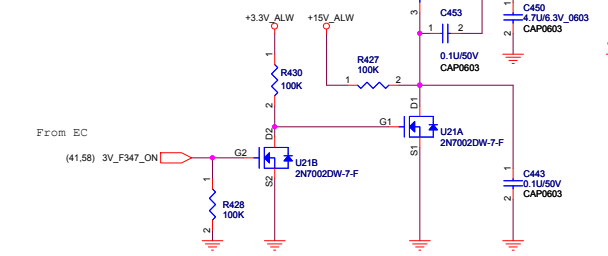 C450
4.7U/6.3V_0603
CAP0603
3
C453
1
2
0.1U/50V
CAP0603
+3.3V_ALW
+15V_ALW
R427
100K
1
2
1
R430
100K
2
D1
G1
U21A
2N7002DW-7-F
S1
From EC
D2
(41,58) 3V_F347_ON
G2
U21B
2N7002DW-7-F
S2
1
R428
100K
2
1
C443
0.1U/50V
CAP0603
2